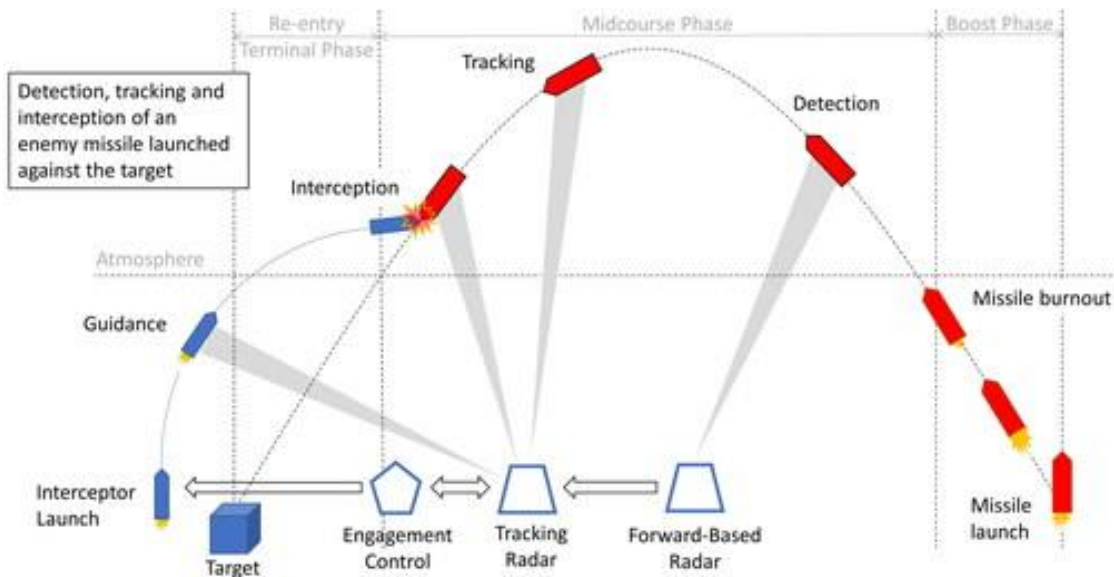 Re-entry
Terminal Phase
Midcourse Phase
Boost Phase
Detection, tracking and
interception of an
enemy missile launched
against the target
Tracking
Detection
Interception
Atmosphere
Guidance
Missile burnout
Interceptor
Launch
Target
Engagement
Control
Tracking
Radar
Forward-Based
Radar
Missile
launch